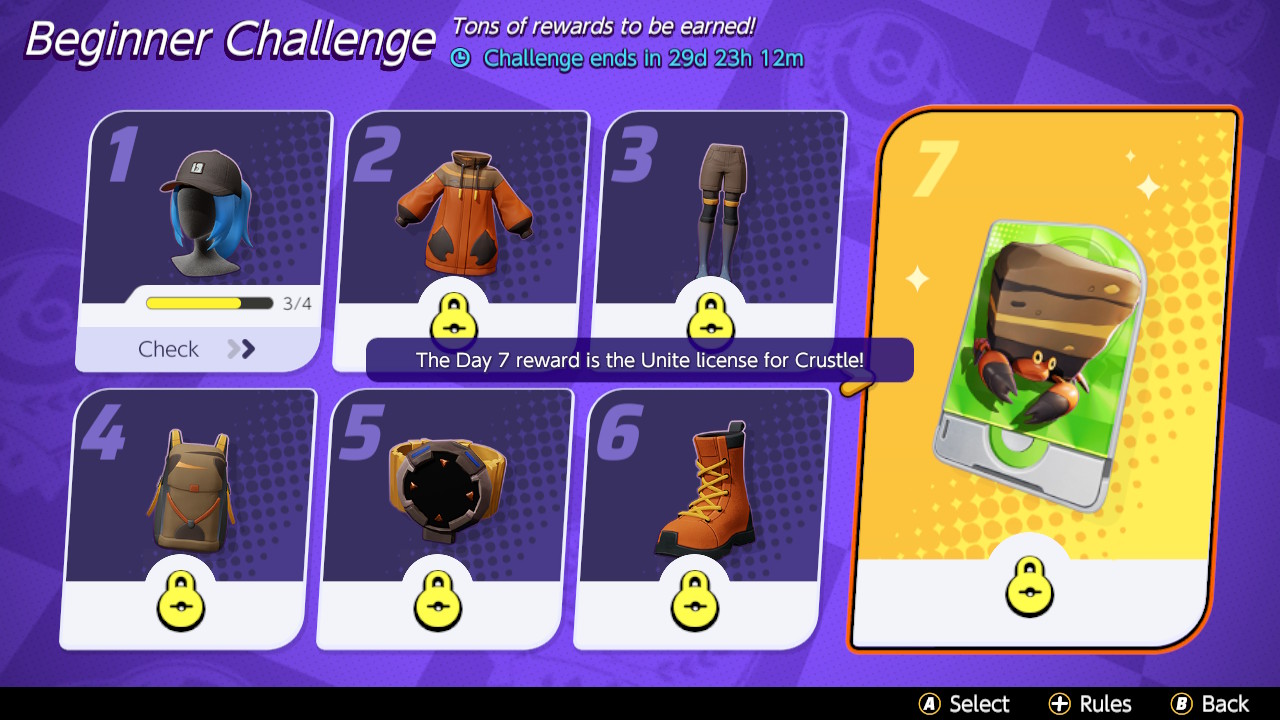 Beginner Challenge
Tons of rewards to be earned!
Challenge ends in 29d 23h 12m
1
2
3
7
3/4
Check
The Day 7 reward is the Unite license for Crustle!
4
5
6
A Select
+ Rules
B Back